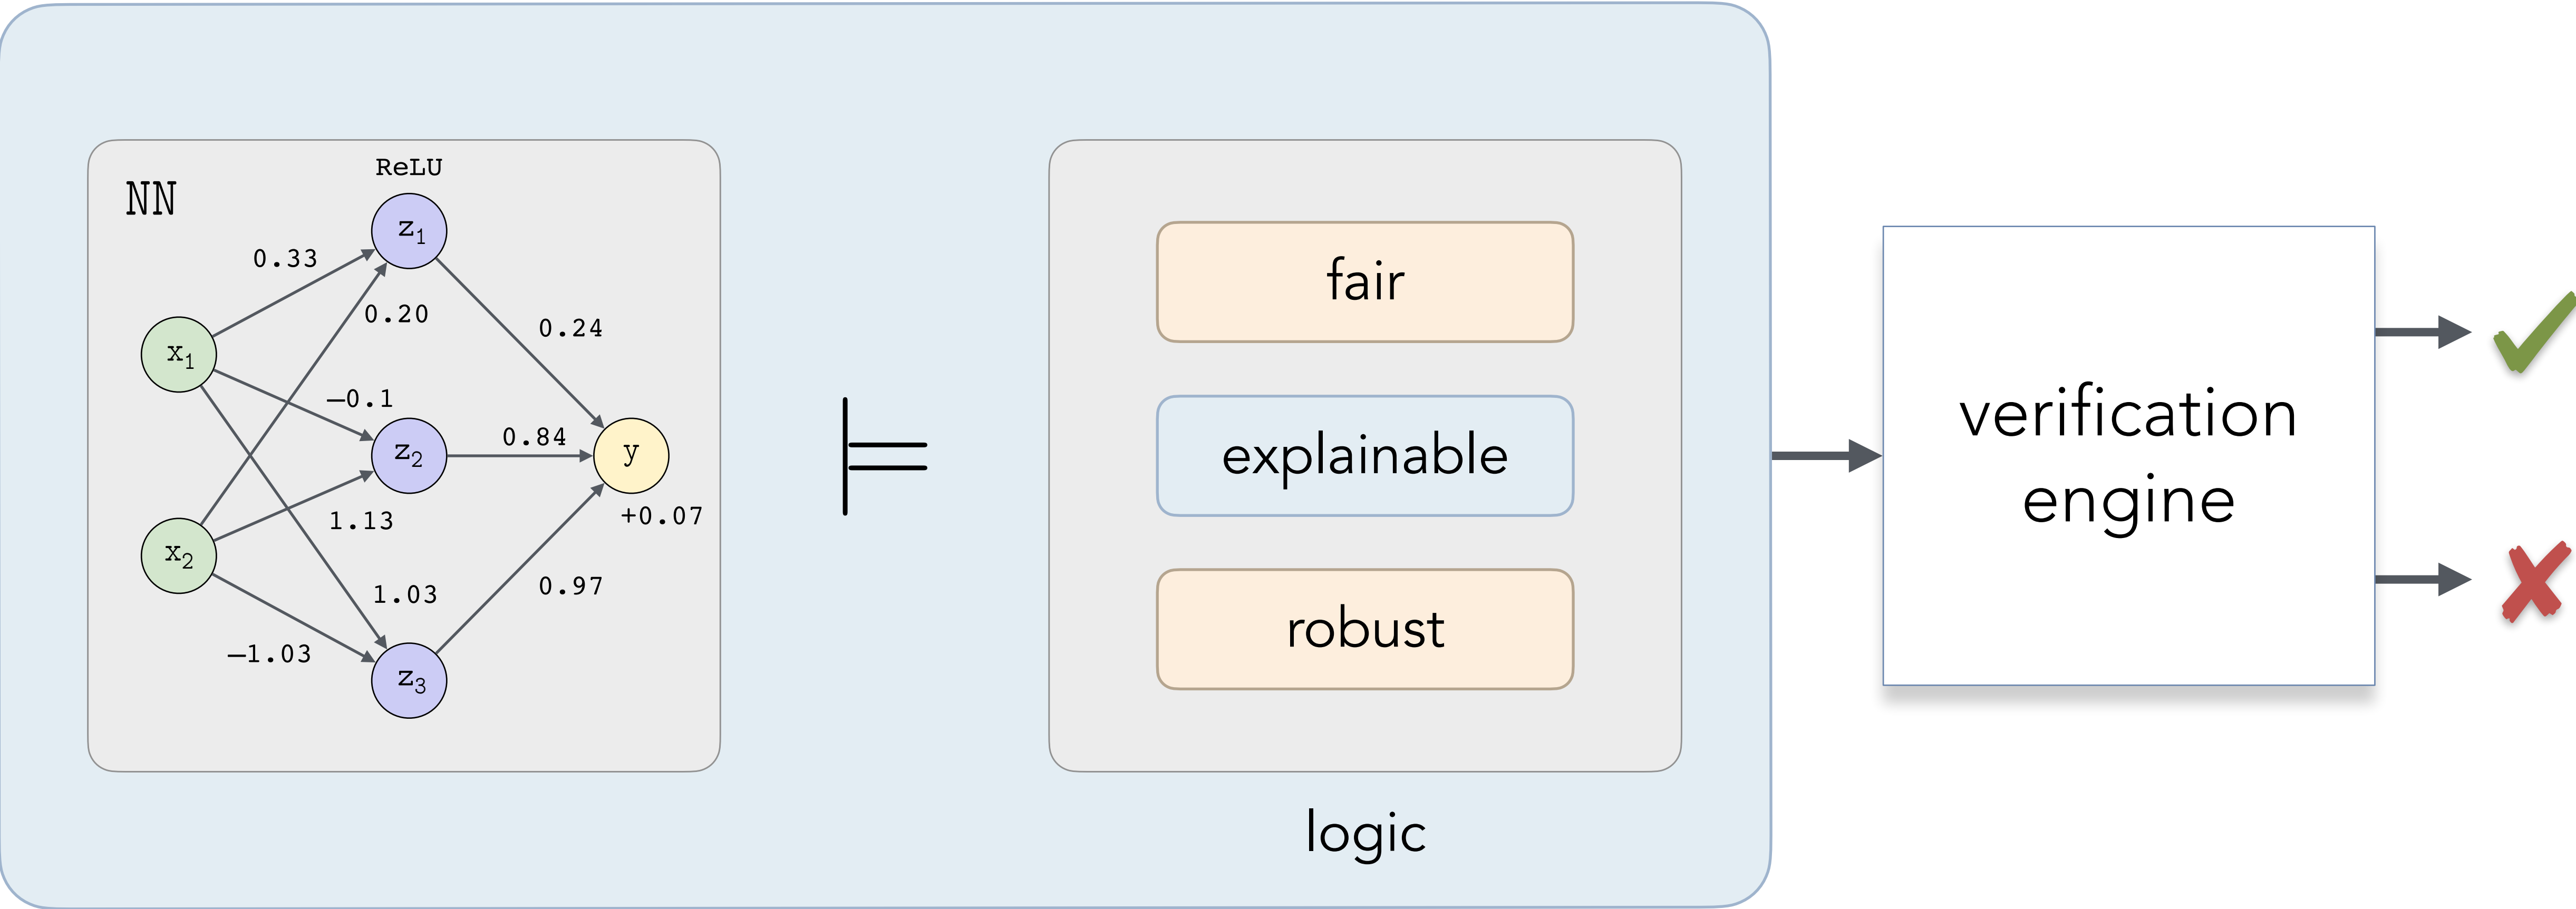 NN
ReLU
z₁
0.33
0.20
0.24
x₁
–0.1
z₂
0.84
y
+0.07
1.13
x₂
1.03
0.97
–1.03
z₃
⊨
fair
explainable
robust
logic
verification
engine